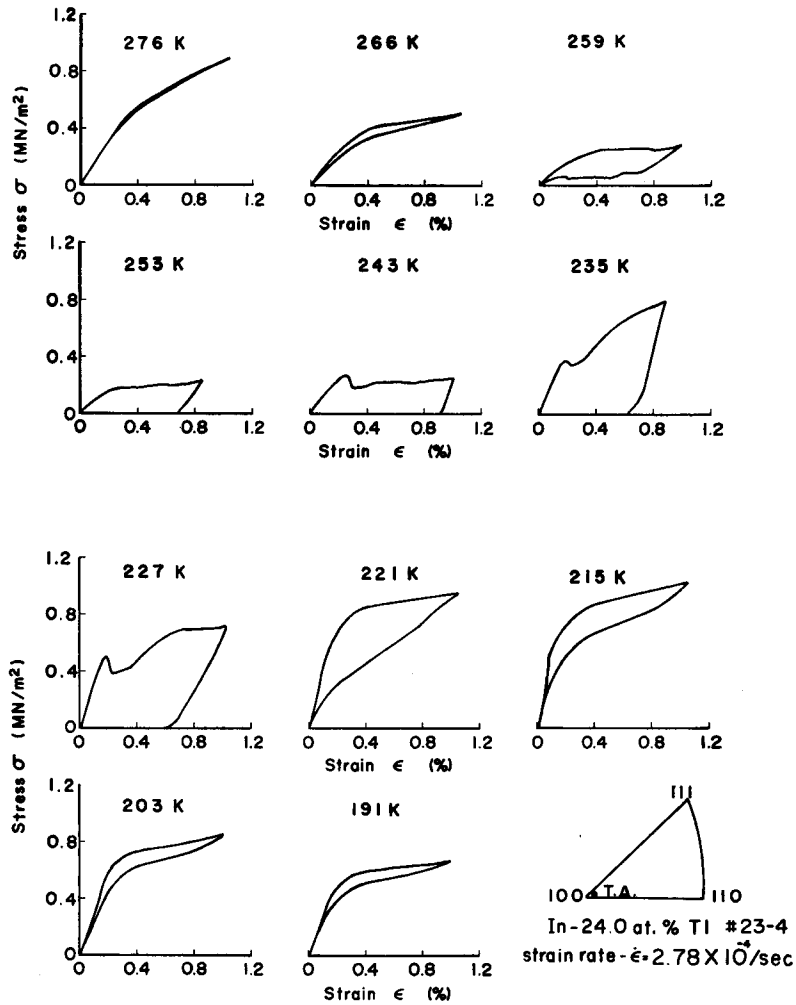 1.2
276 K
266 K
259 K
0.8
0.4
0
Stress σ (MN/m²)
0 0.4 0.8 1.2
0 0.4 0.8 1.2
0 0.4 0.8 1.2
Strain ϵ (%)
1.2
253 K
243 K
235 K
0.8
0.4
0
0 0.4 0.8 1.2
0 0.4 0.8 1.2
0 0.4 0.8 1.2
Strain ϵ (%)
1.2
227 K
221 K
215 K
0.8
0.4
0
Stress σ (MN/m²)
0 0.4 0.8 1.2
0 0.4 0.8 1.2
0 0.4 0.8 1.2
Strain ϵ (%)
1.2
203 K
191 K
0.8
0.4
0
0 0.4 0.8 1.2
0 0.4 0.8 1.2
Strain ϵ (%)
111
100 T.A. 110
In-24.0 at. % Tl #23-4
strain rate - ϵ̇ = 2.78 X 10⁻⁴/sec